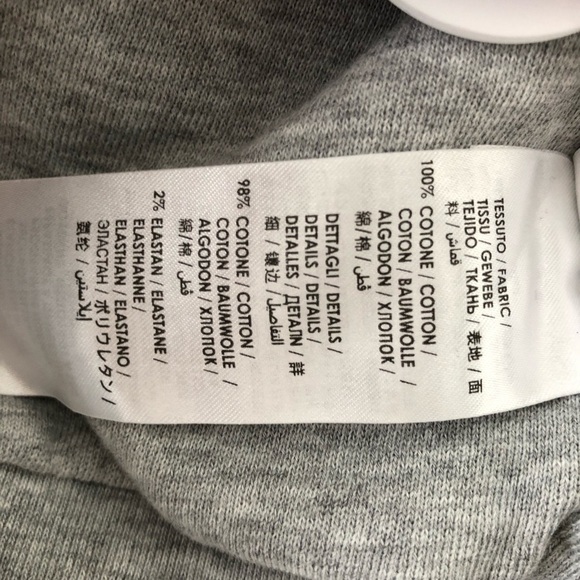 TESSUTO / FABRIC /
TISSU / GEWEBE /
TEJIDO / ТКАНЬ / 表地 / 面
料 / قماش /
100% COTONE / COTTON /
COTON / BAUMWOLLE /
ALGODON / ХЛОПОК /
綿/棉 / قطن /
DETTAGLI / DETAILS /
DETAILS / DETAILS /
DETALLES / ДЕТАЛИ / 詳
細 / 镶边 / التفاصيل /
98% COTONE / COTTON /
COTON / BAUMWOLLE /
ALGODON / ХЛОПОК /
綿 / 棉 / قطن /
2% ELASTAN / ELASTANE /
ELASTHANNE /
ELASTHAN / ELASTANO /
ЭЛАСТАН / ポリウレタン /
氨纶 / إيلاستين /